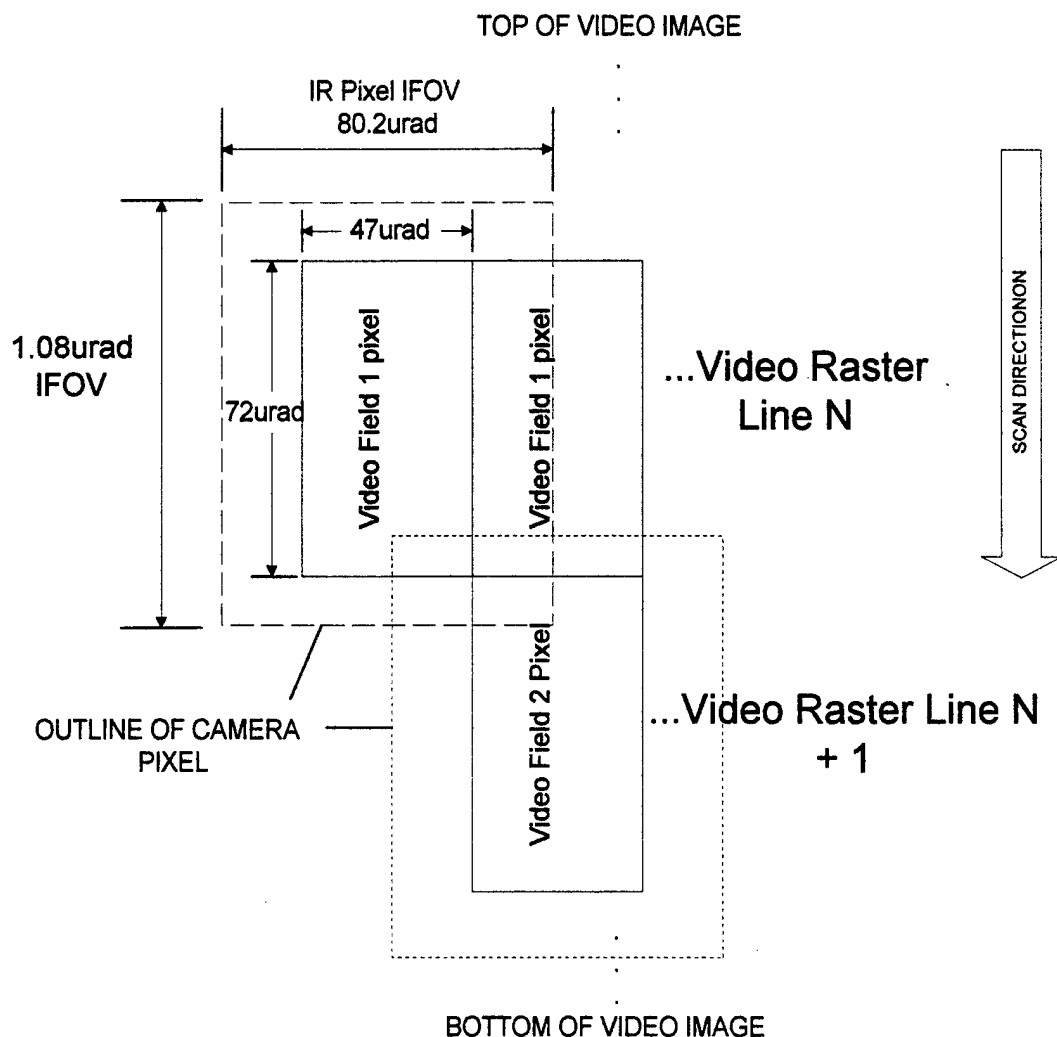 TOP OF VIDEO IMAGE
IR Pixel IFOV
80.2urad
47urad
1.08urad
IFOV
72urad
Video Field 1 pixel
Video Field 1 pixel
...Video Raster
Line N
SCAN DIRECTIONON
Video Field 2 Pixel
...Video Raster Line N
+ 1
OUTLINE OF CAMERA
PIXEL
BOTTOM OF VIDEO IMAGE